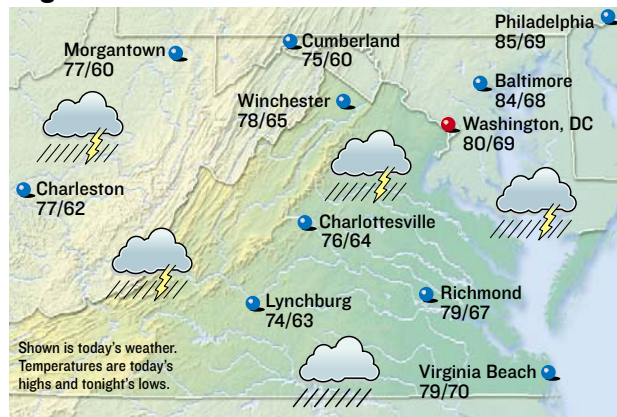 Philadelphia
85/69
Morgantown
77/60
Cumberland
75/60
Baltimore
84/68
Winchester
78/65
Washington, DC
80/69
Charleston
77/62
Charlottesville
76/64
Lynchburg
74/63
Richmond
79/67
Shown is today's weather.
Temperatures are today's
highs and tonight's lows.
Virginia Beach
79/70